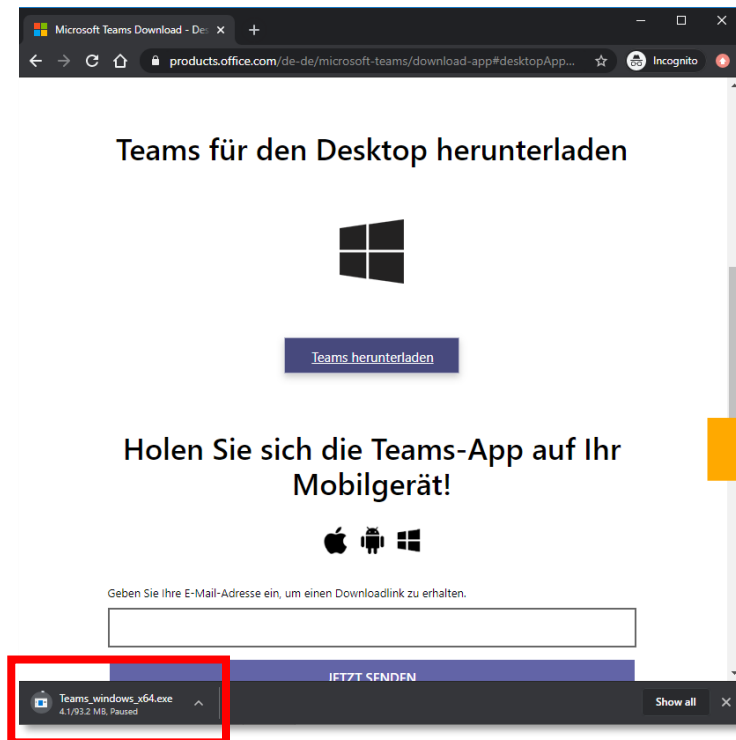 Microsoft Teams Download - Des
products.office.com/de-de/microsoft-teams/download-app#desktopApp...
Incognito
Teams für den Desktop herunterladen
Teams herunterladen
Holen Sie sich die Teams-App auf Ihr
Mobilgerät!
Geben Sie Ihre E-Mail-Adresse ein, um einen Downloadlink zu erhalten.
JETZT SENDEN
Teams_windows_x64.exe
4.1/93.2 MB, Paused
Show all